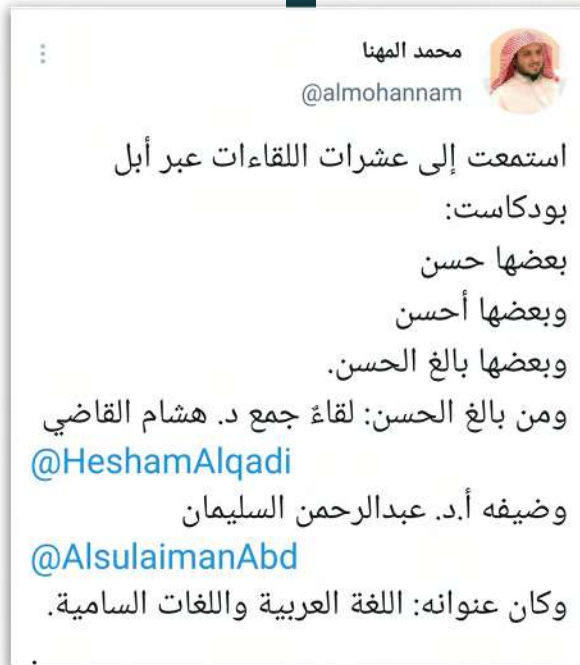 محمد المهنا
@almohannam
استمعت إلى عشرات اللقاءات عبر أبل
بودكاست:
بعضها حسن
وبعضها أحسن
وبعضها بالغ الحسن.
ومن بالغ الحسن: لقاءٌ جمع د. هشام القاضي
@HeshamAlqadi
وضيفه أ.د. عبدالرحمن السليمان
@AlsulaimanAbd
وكان عنوانه: اللغة العربية واللغات السامية.
.